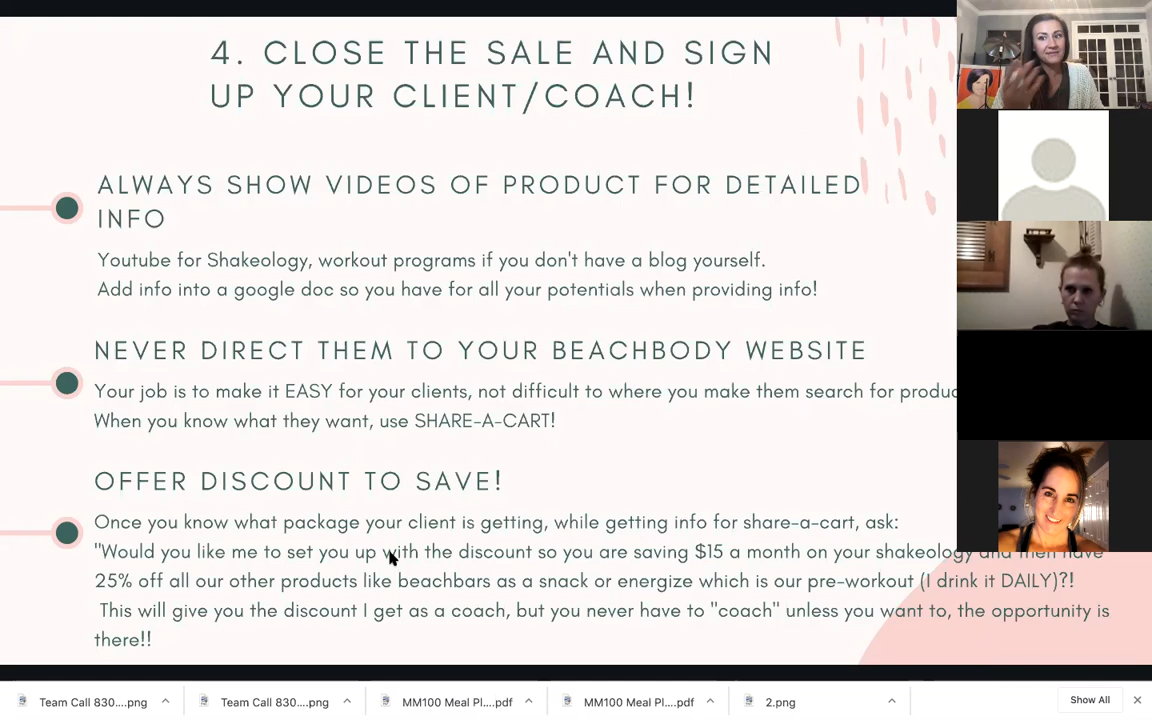 4. CLOSE THE SALE AND SIGN
UP YOUR CLIENT/COACH!
ALWAYS SHOW VIDEOS OF PRODUCT FOR DETAILED
INFO
Youtube for Shakeology, workout programs if you don't have a blog yourself.
Add info into a google doc so you have for all your potentials when providing info!
NEVER DIRECT THEM TO YOUR BEACHBODY WEBSITE
Your job is to make it EASY for your clients, not difficult to where you make them search for produc
When you know what they want, use SHARE-A-CART!
OFFER DISCOUNT TO SAVE!
Once you know what package your client is getting, while getting info for share-a-cart, ask:
"Would you like me to set you up with the discount so you are saving $15 a month on your shakeology and then have
25% off all our other products like beachbars as a snack or energize which is our pre-workout (I drink it DAILY)?!
This will give you the discount I get as a coach, but you never have to "coach" unless you want to, the opportunity is
there!!
Team Call 830....png Team Call 830....png MM100 Meal Pl....pdf MM100 Meal Pl....pdf 2.png Show All